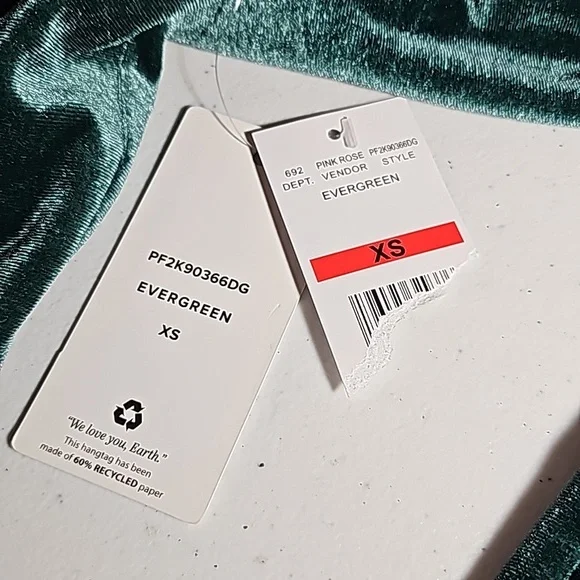 PF2K90366DG
EVERGREEN
XS
"We love you, Earth."
This hangtag has been
made of 60% RECYCLED paper
692 PINK ROSE PF2K90366DG
DEPT. VENDOR STYLE
EVERGREEN
XS